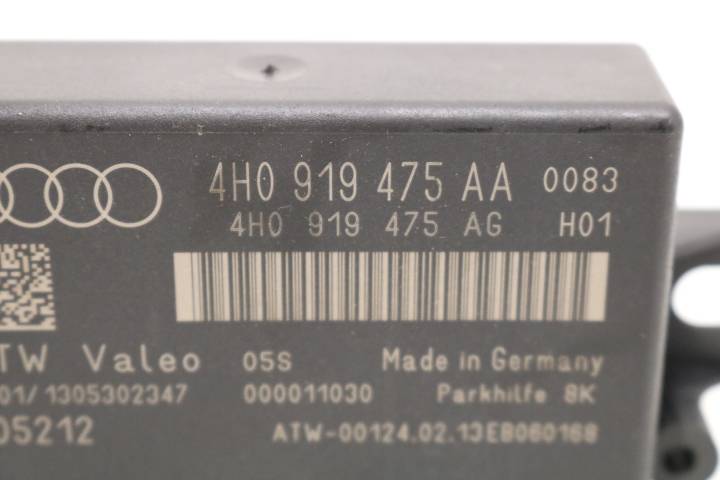 4H0 919 475 AA 0083
4H0 919 475 AG H01
TW Valeo 05S Made in Germany
01/1305302347 000011030 Parkhilfe 8K
05212 ATW-00124.02.13EB060168